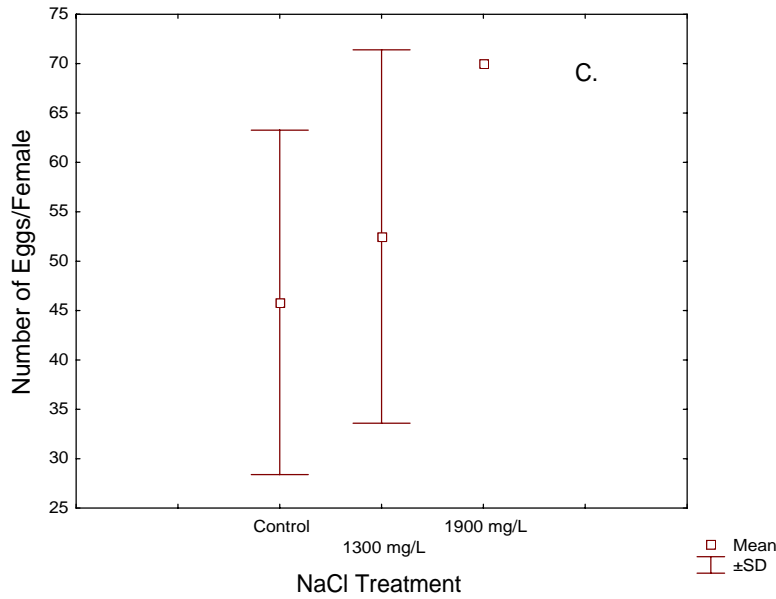 75
70
65
60
55
50
45
40
35
30
25
Number of Eggs/Female
C.
Control
1300 mg/L
1900 mg/L
NaCl Treatment
Mean
±SD